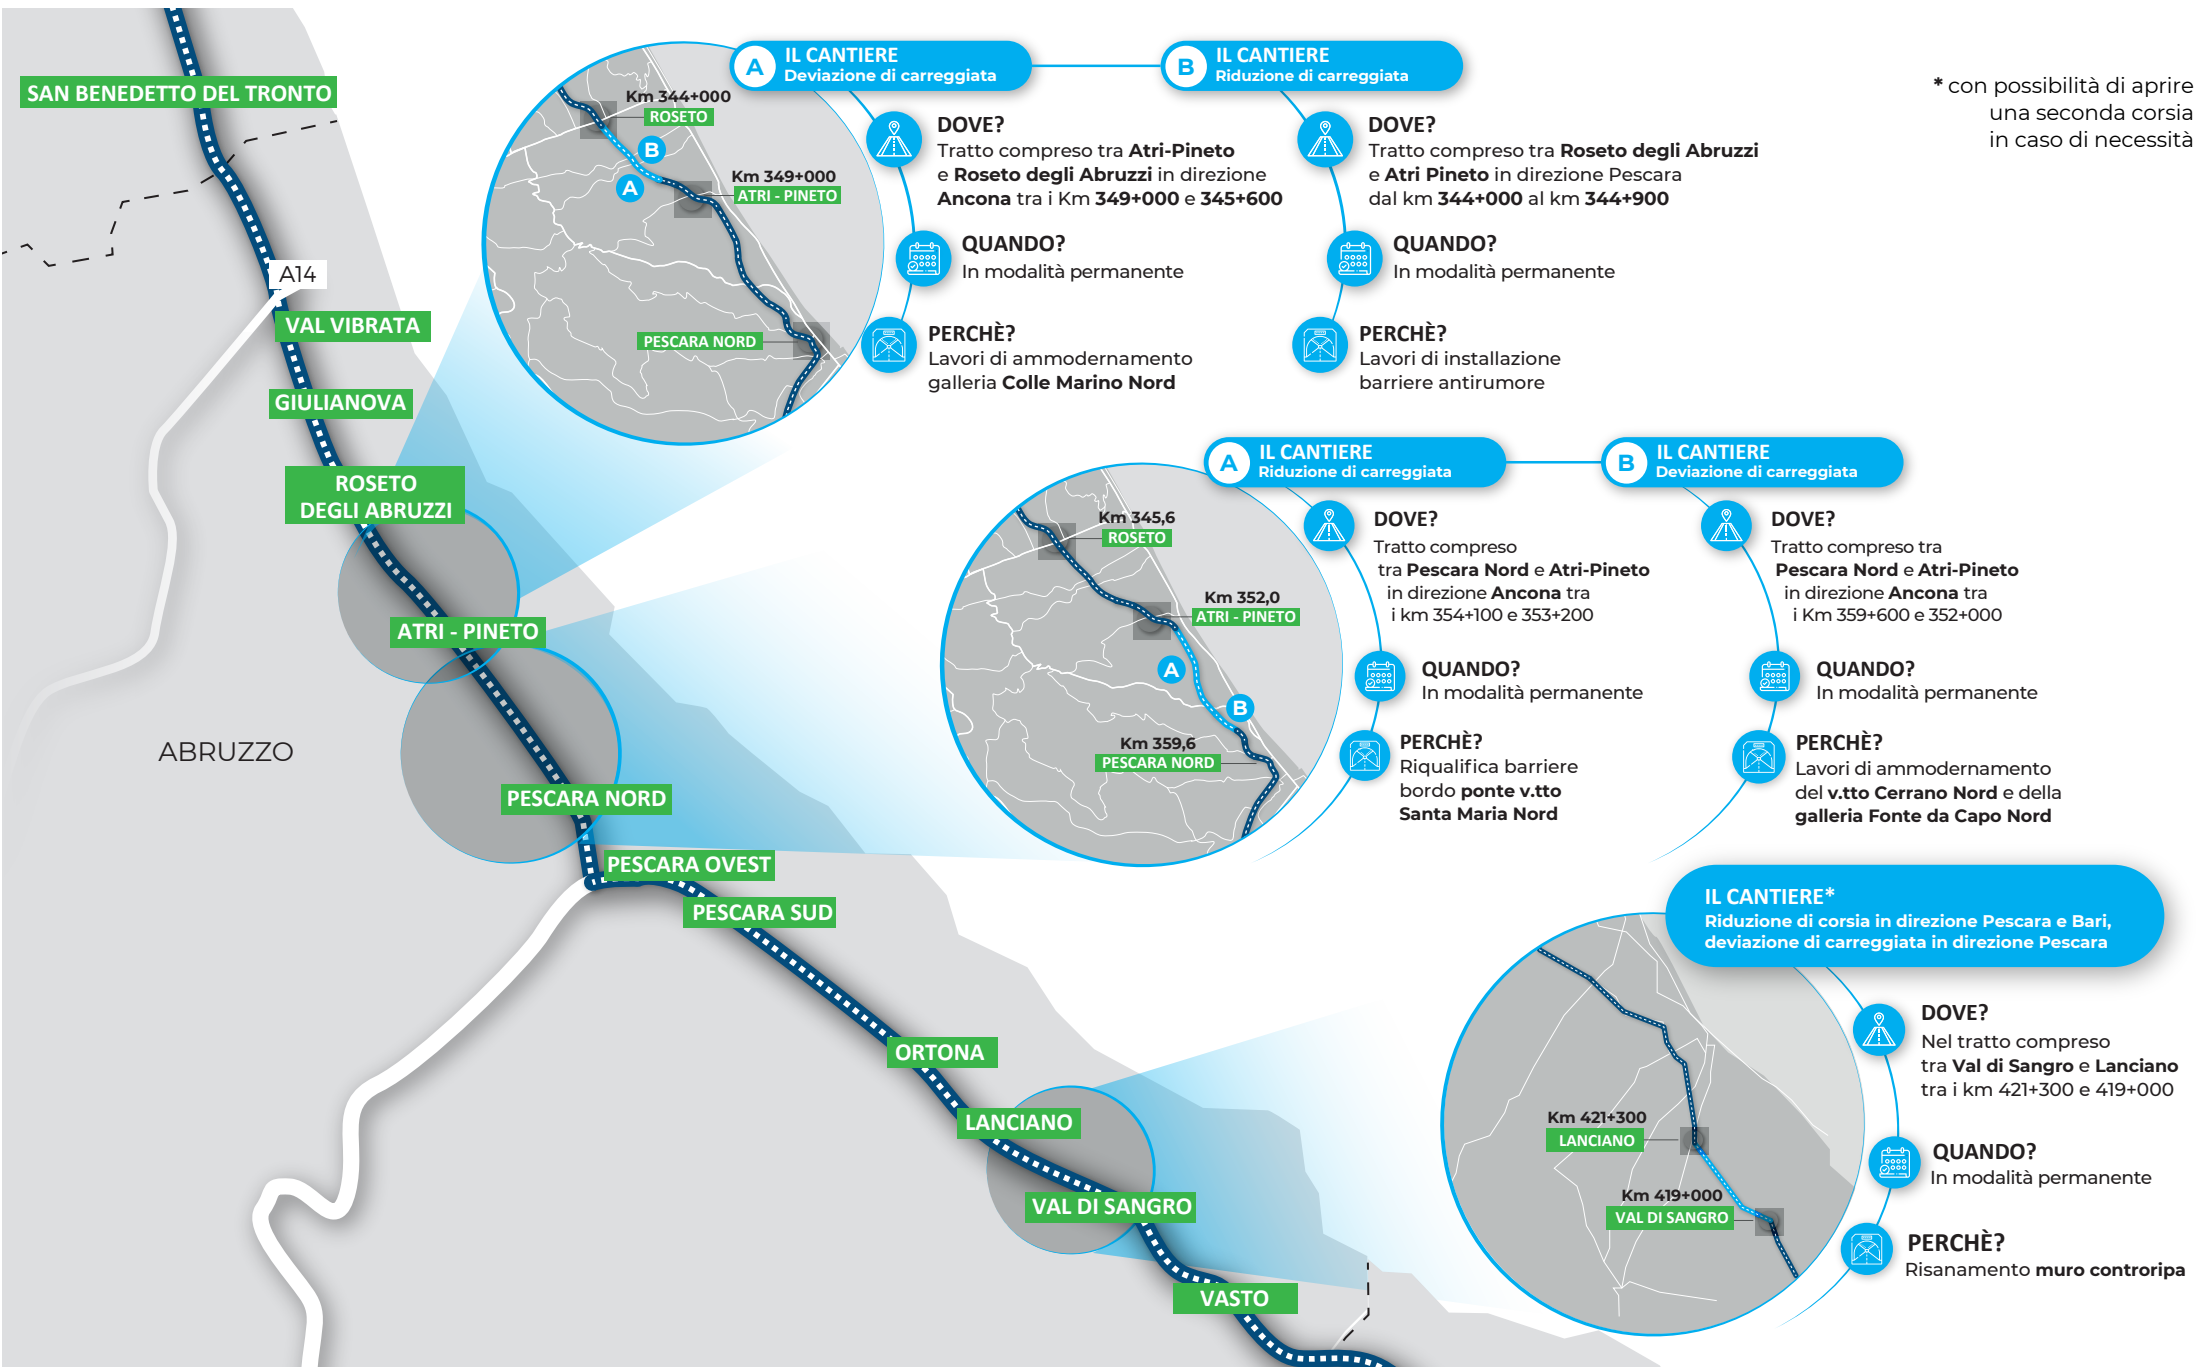 SAN BENEDETTO DEL TRONTO
A14
VAL VIBRATA
GIULIANOVA
ROSETO
DEGLI ABRUZZI
ATRI - PINETO
ABRUZZO
PESCARA NORD
PESCARA OVEST
PESCARA SUD
ORTONA
LANCIANO
VAL DI SANGRO
VASTO
Km 344+000
ROSETO
B
A
Km 349+000
ATRI - PINETO
PESCARA NORD
A
IL CANTIERE
Deviazione di carreggiata
DOVE?
Tratto compreso tra Atri-Pineto
e Roseto degli Abruzzi in direzione
Ancona tra i Km 349+000 e 345+600
QUANDO?
In modalità permanente
PERCHÈ?
Lavori di ammodernamento
galleria Colle Marino Nord
B
IL CANTIERE
Riduzione di carreggiata
DOVE?
Tratto compreso tra Roseto degli Abruzzi
e Atri Pineto in direzione Pescara
dal km 344+000 al km 344+900
QUANDO?
In modalità permanente
PERCHÈ?
Lavori di installazione
barriere antirumore
* con possibilità di aprire
una seconda corsia
in caso di necessità
Km 345,6
ROSETO
Km 352,0
ATRI - PINETO
A
B
Km 359,6
PESCARA NORD
A
IL CANTIERE
Riduzione di carreggiata
DOVE?
Tratto compreso
tra Pescara Nord e Atri-Pineto
in direzione Ancona tra
i km 354+100 e 353+200
QUANDO?
In modalità permanente
PERCHÈ?
Riqualifica barriere
bordo ponte v.tto
Santa Maria Nord
B
IL CANTIERE
Deviazione di carreggiata
DOVE?
Tratto compreso tra
Pescara Nord e Atri-Pineto
in direzione Ancona tra
i Km 359+600 e 352+000
QUANDO?
In modalità permanente
PERCHÈ?
Lavori di ammodernamento
del v.tto Cerrano Nord e della
galleria Fonte da Capo Nord
Km 421+300
LANCIANO
Km 419+000
VAL DI SANGRO
IL CANTIERE*
Riduzione di corsia in direzione Pescara e Bari,
deviazione di carreggiata in direzione Pescara
DOVE?
Nel tratto compreso
tra Val di Sangro e Lanciano
tra i km 421+300 e 419+000
QUANDO?
In modalità permanente
PERCHÈ?
Risanamento muro controripa